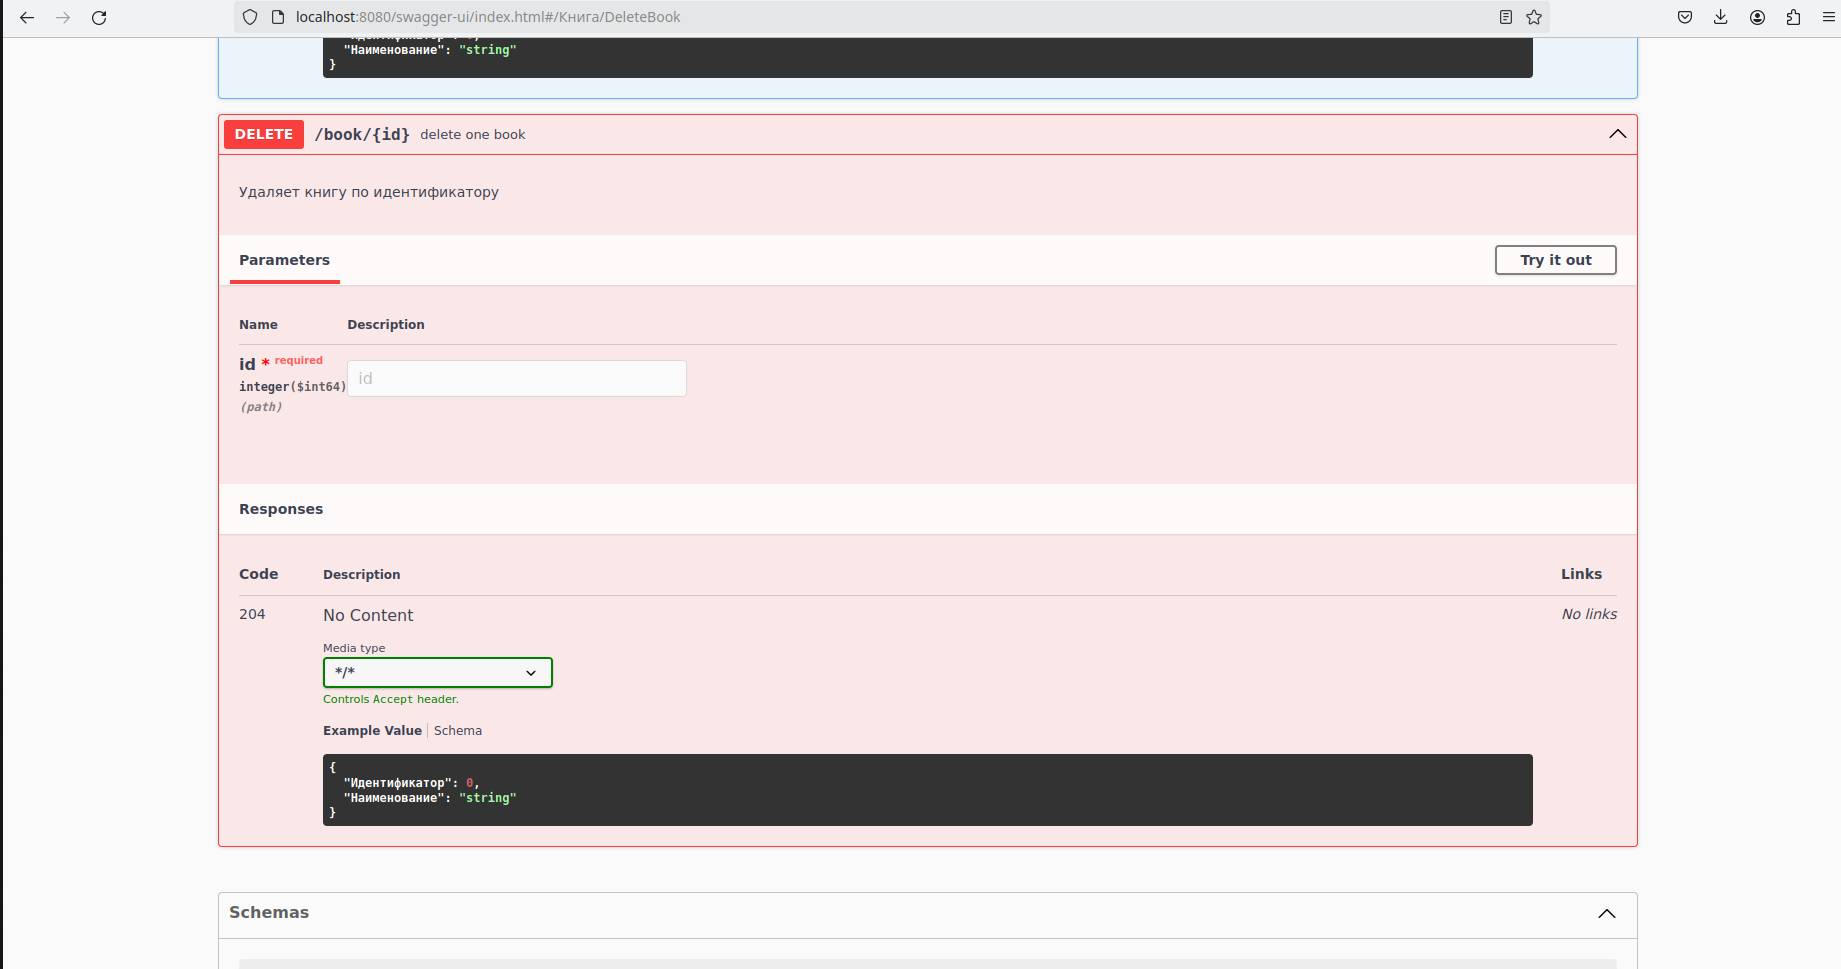 localhost:8080/swagger-ui/index.html#/Книга/DeleteBook
"Идентификатор": 0,
"Наименование": "string"
}
DELETE /book/{id} delete one book
Удаляет книгу по идентификатору
Parameters Try it out
Name Description
id * required
integer($int64)
id
(path)
Responses
Code Description Links
204 No Content No links
Media type
*/*
Controls Accept header.
Example Value Schema
{
"Идентификатор": 0,
"Наименование": "string"
}
Schemas